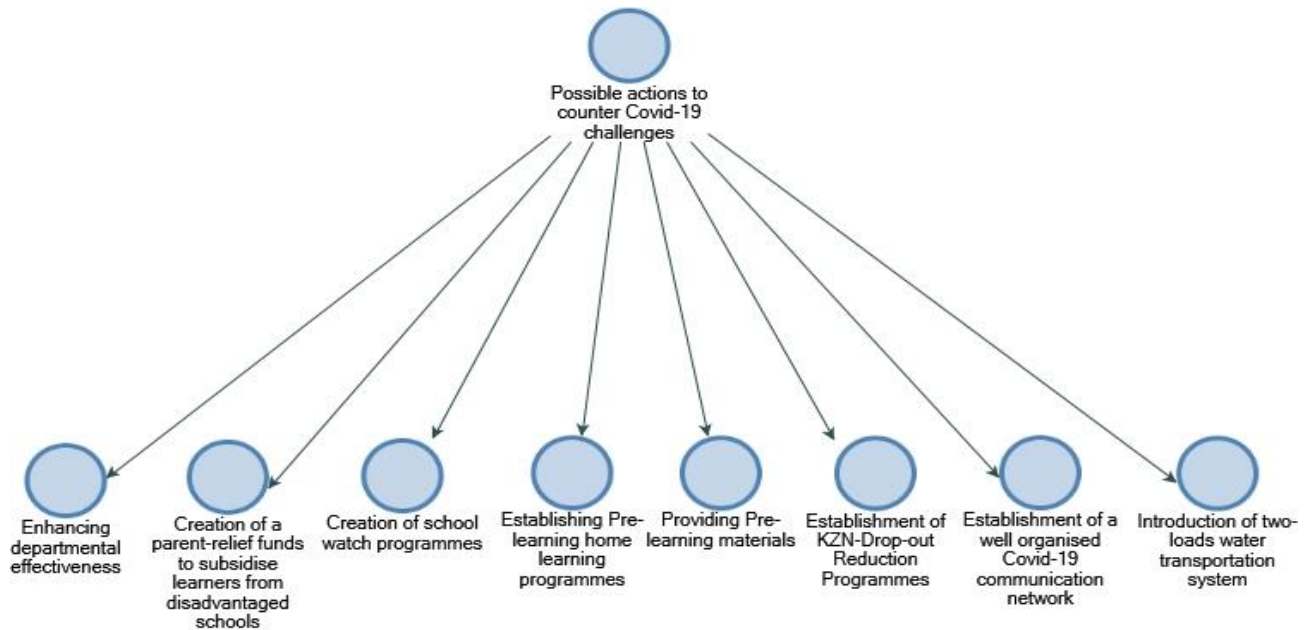 Possible actions to
counter Covid-19
challenges
Enhancing
departmental
effectiveness
Creation of a
parent-relief funds
to subsidise
learners from
disadvantaged
schools
Creation of school
watch programmes
Establishing Pre-
learning home
learning
programmes
Providing Pre-
learning materials
Establishment of
KZN-Drop-out
Reduction
Programmes
Establishment of a
well organised
Covid-19
communication
network
Introduction of two-
loads water
transportation
system